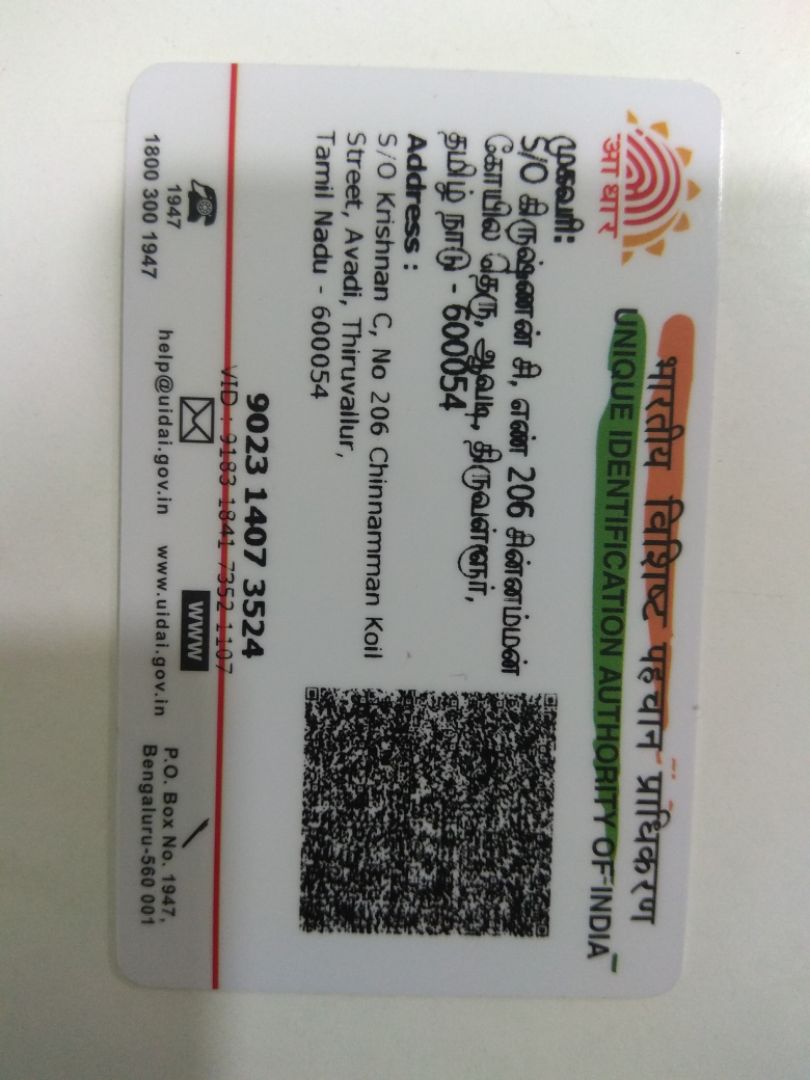 आधार
भारतीय विशिष्ट पहचान प्राधिकरण
UNIQUE IDENTIFICATION AUTHORITY OF INDIA
முகவரி:
S/O கிருஷ்ணன் சி, எண் 206 சின்னம்மன்
கோயில் தெரு, ஆவடி, திருவள்ளூர்,
தமிழ் நாடு - 600054
Address :
S/O Krishnan C, No 206 Chinnamman Koil
Street, Avadi, Thiruvallur,
Tamil Nadu - 600054
9023 1407 3524
VID : 9183 1841 7352 1107
1947
1800 300 1947
help@uidai.gov.in
WWW
www.uidai.gov.in
P.O. Box No. 1947,
Bengaluru-560 001